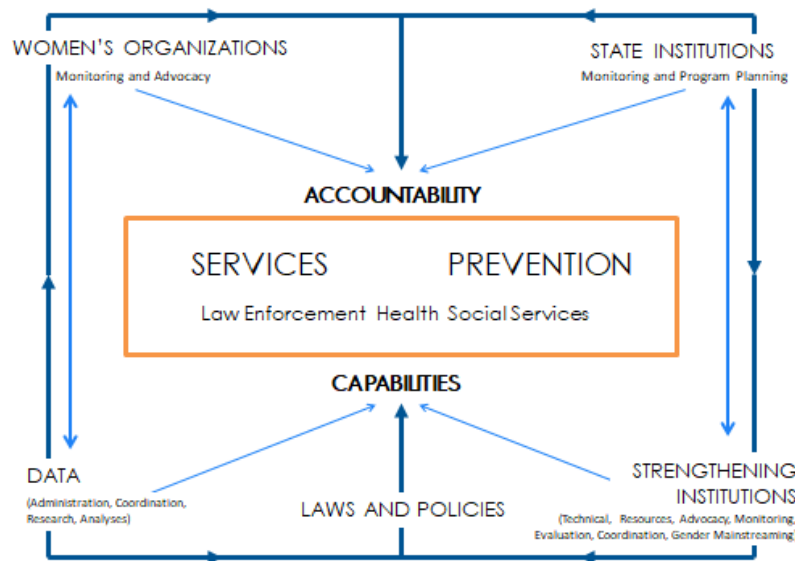 WOMEN'S ORGANIZATIONS
Monitoring and Advocacy
STATE INSTITUTIONS
Monitoring and Program Planning
ACCOUNTABILITY
SERVICES PREVENTION
Law Enforcement Health Social Services
CAPABILITIES
DATA
(Administration, Coordination,
Research, Analyses)
LAWS AND POLICIES
STRENGTHENING
INSTITUTIONS
(Technical, Resources, Advocacy, Monitoring,
Evaluation, Coordination, Gender Mainstreaming)